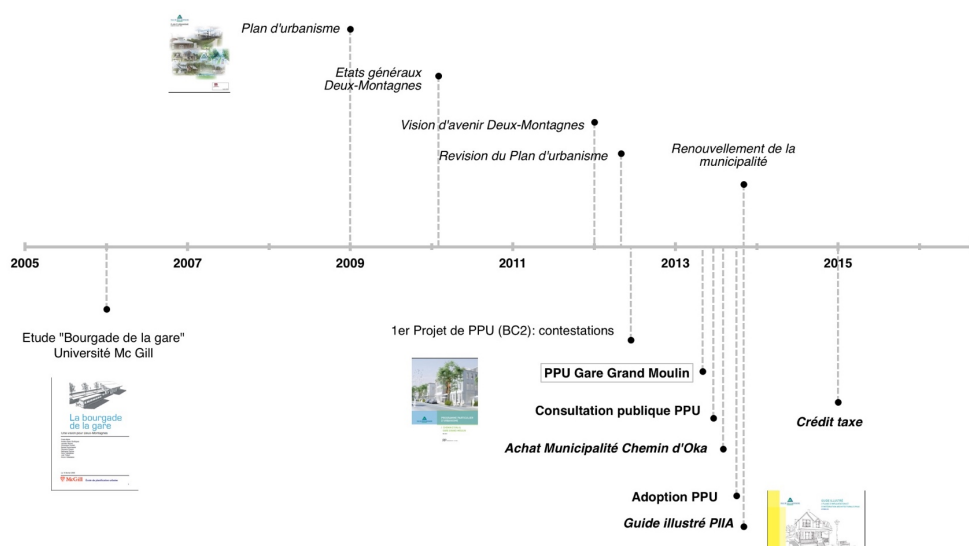 Plan d'urbanisme
Etats généraux
Deux-Montagnes
Vision d'avenir Deux-Montagnes
Revision du Plan d'urbanisme
Renouvellement de la
municipalité
2005
2007
2009
2011
2013
2015
Etude "Bourgade de la gare"
Université Mc Gill
La bourgade
de la gare
McGill
1er Projet de PPU (BC2): contestations
PPU Gare Grand Moulin
Consultation publique PPU
Achat Municipalité Chemin d'Oka
Adoption PPU
Guide illustré PIIA
Crédit taxe